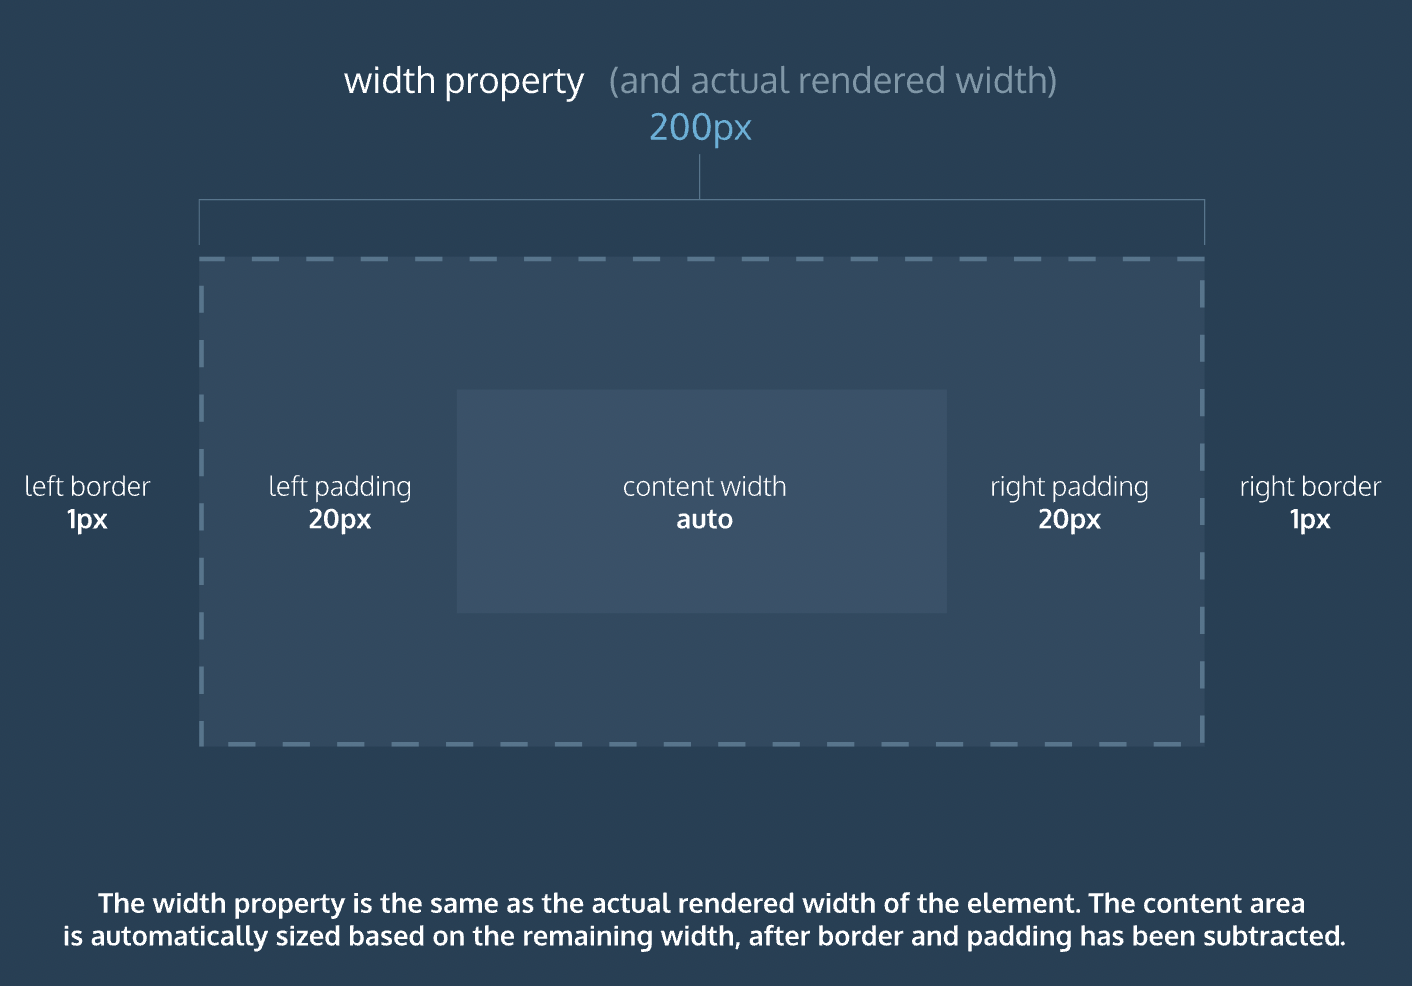 width property (and actual rendered width)
200px
left border
1px
left padding
20px
content width
auto
right padding
20px
right border
1px
The width property is the same as the actual rendered width of the element. The content area
is automatically sized based on the remaining width, after border and padding has been subtracted.